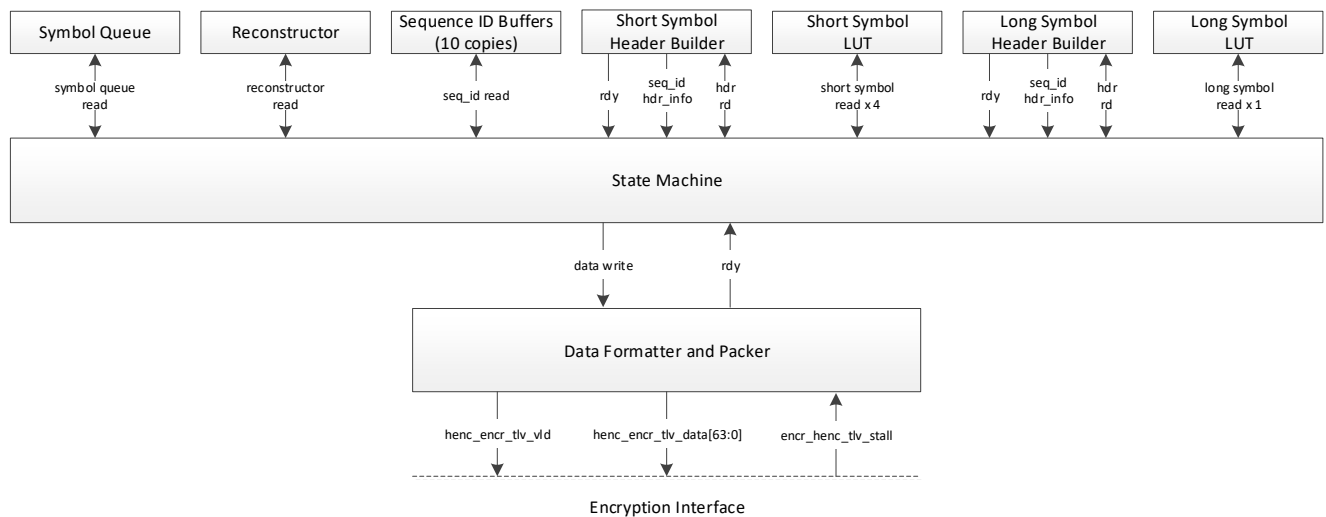 Symbol Queue
Reconstructor
Sequence ID Buffers
(10 copies)
Short Symbol
Header Builder
Short Symbol
LUT
Long Symbol
Header Builder
Long Symbol
LUT
symbol queue
read
reconstructor
read
seq_id read
rdy
seq_id
hdr_info
hdr
rd
short symbol
read x 4
rdy
seq_id
hdr_info
hdr
rd
long symbol
read x 1
State Machine
data write
rdy
Data Formatter and Packer
henc_encr_tlv_vld
henc_encr_tlv_data[63:0]
encr_henc_tlv_stall
Encryption Interface